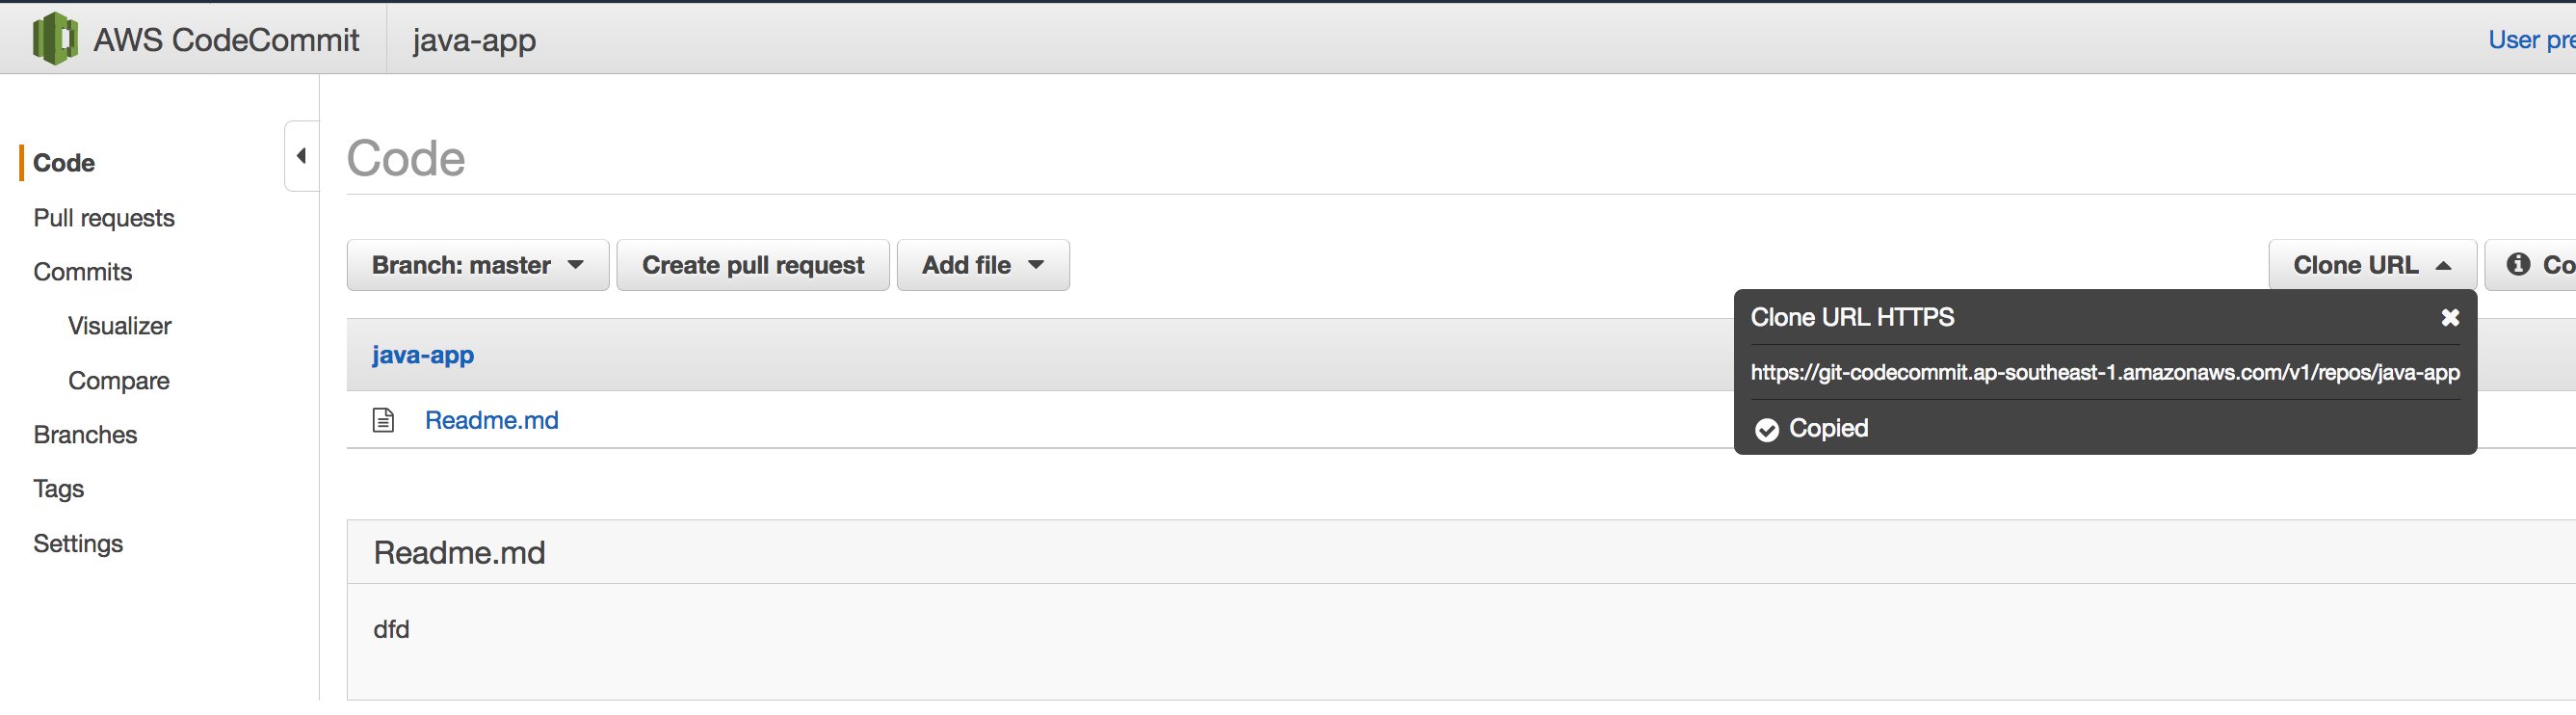 AWS CodeCommit java-app User pre
Code
Pull requests
Commits
Visualizer
Compare
Branches
Tags
Settings
Code
Branch: master Create pull request Add file Clone URL Co
Clone URL HTTPS
https://git-codecommit.ap-southeast-1.amazonaws.com/v1/repos/java-app
Copied
java-app
Readme.md
Readme.md
dfd